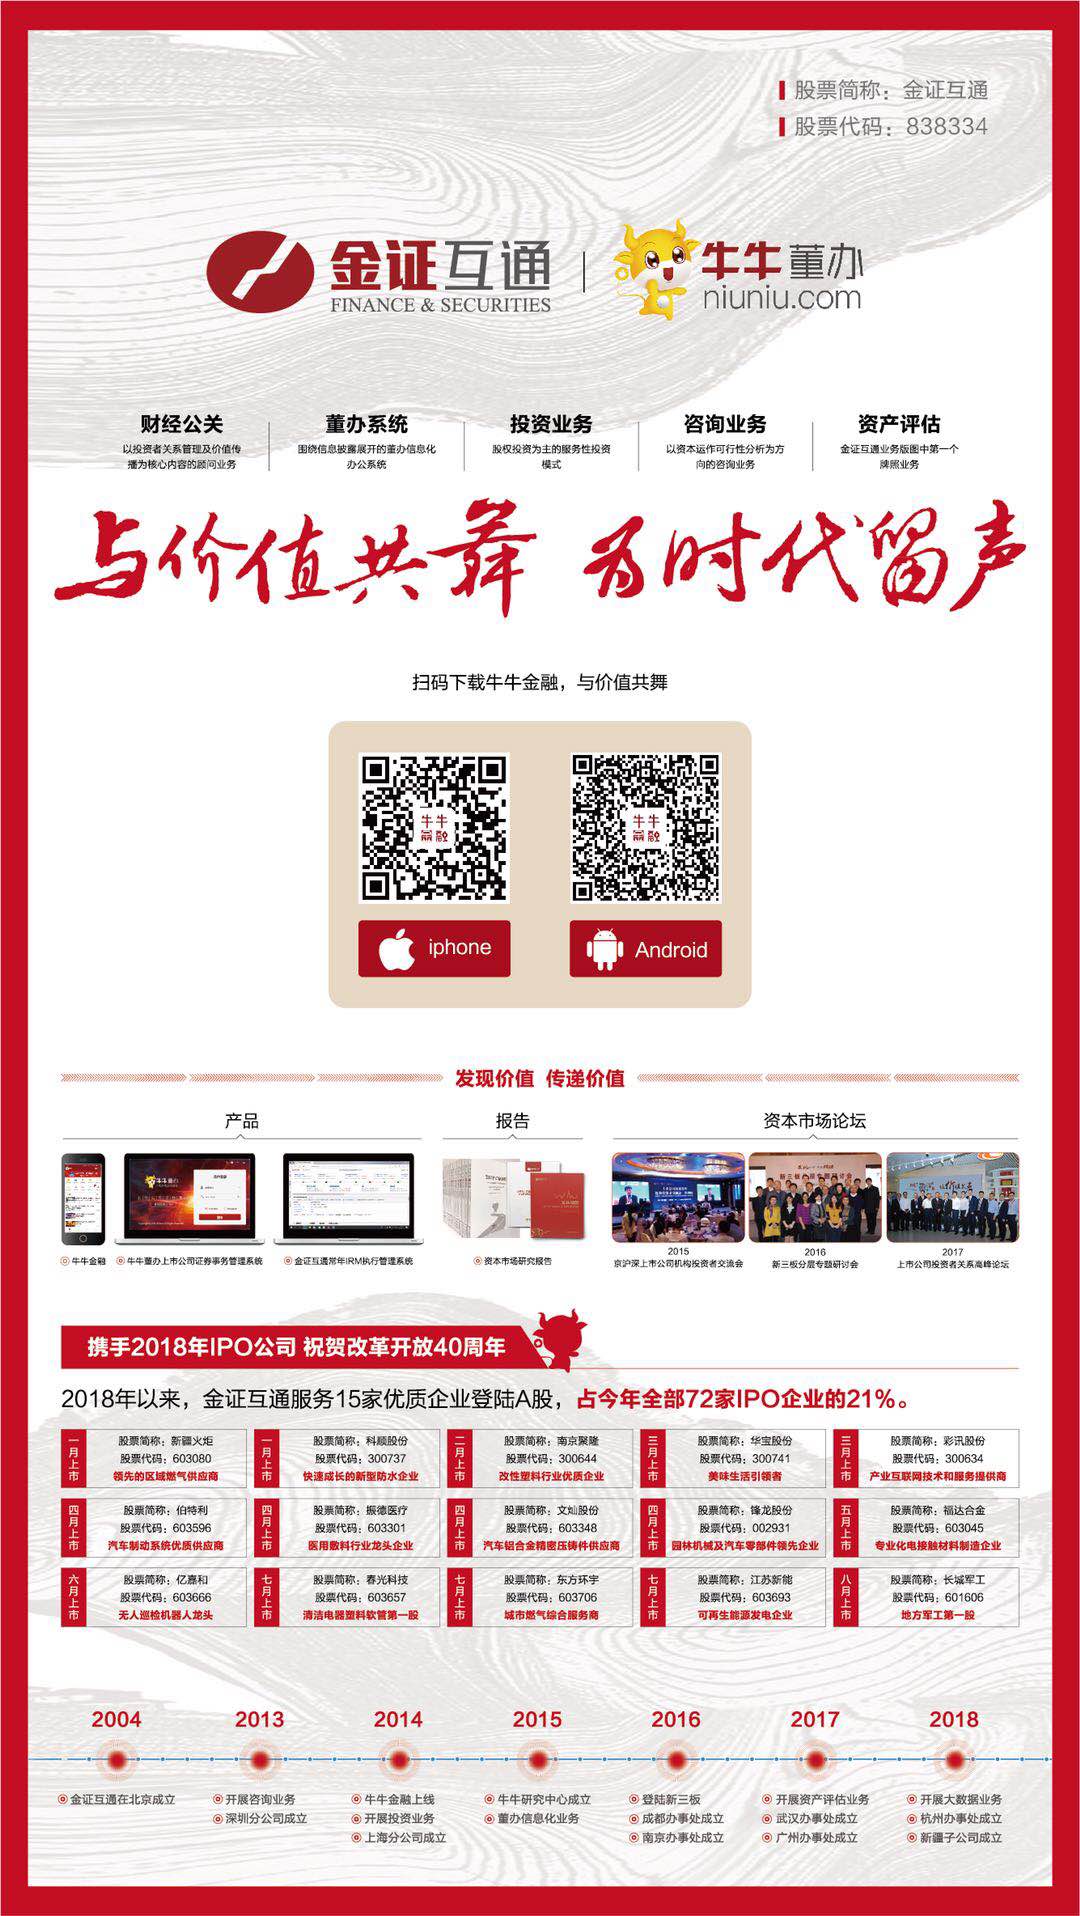 股票简称：金证互通
股票代码：838334
金证互通
FINANCE & SECURITIES
牛牛董办
niuniu.com
财经公关
以投资者关系管理及价值传
播为核心内容的顾问业务
董办系统
围绕信息披露展开的董办信息化
办公系统
投资业务
股权投资为主的服务性投资
模式
咨询业务
以资本运作可行性分析为方
向的咨询业务
资产评估
金证互通业务版图中第一个
牌照业务
与价值共舞 为时代留声
扫码下载牛牛金融，与价值共舞
牛牛
金融
牛牛
金融
iphone
Android
发现价值 传递价值
产品
报告
资本市场论坛
牛牛董办
牛牛金融
牛牛董办上市公司证券事务管理系统
金证互通常年IRM执行管理系统
资本市场研究报告
2015
京沪深上市公司机构投资者交流会
2016
新三板分层专题研讨会
2017
上市公司投资者关系高峰论坛
携手2018年IPO公司 祝贺改革开放40周年
2018年以来，金证互通服务15家优质企业登陆A股，占今年全部72家IPO企业的21%。
一月上市
股票简称：新疆火炬
股票代码：603080
领先的区域燃气供应商
一月上市
股票简称：科顺股份
股票代码：300737
快速成长的新型防水企业
二月上市
股票简称：南京聚隆
股票代码：300644
改性塑料行业优质企业
三月上市
股票简称：华宝股份
股票代码：300741
美味生活引领者
三月上市
股票简称：彩讯股份
股票代码：300634
产业互联网技术和服务提供商
四月上市
股票简称：伯特利
股票代码：603596
汽车制动系统优质供应商
四月上市
股票简称：振德医疗
股票代码：603301
医用敷料行业龙头企业
四月上市
股票简称：文灿股份
股票代码：603348
汽车铝合金精密压铸件供应商
四月上市
股票简称：锋龙股份
股票代码：002931
园林机械及汽车零部件领先企业
五月上市
股票简称：福达合金
股票代码：603045
专业化电接触材料制造企业
六月上市
股票简称：亿嘉和
股票代码：603666
无人巡检机器人龙头
七月上市
股票简称：春光科技
股票代码：603657
清洁电器塑料软管第一股
七月上市
股票简称：东方环宇
股票代码：603706
城市燃气综合服务商
七月上市
股票简称：江苏新能
股票代码：603693
可再生能源发电企业
八月上市
股票简称：长城军工
股票代码：601606
地方军工第一股
2004
金证互通在北京成立
2013
开展咨询业务
深圳分公司成立
2014
牛牛金融上线
开展投资业务
上海分公司成立
2015
牛牛研究中心成立
董办信息化业务
2016
登陆新三板
成都办事处成立
南京办事处成立
2017
开展资产评估业务
武汉办事处成立
广州办事处成立
2018
开展大数据业务
杭州办事处成立
新疆子公司成立